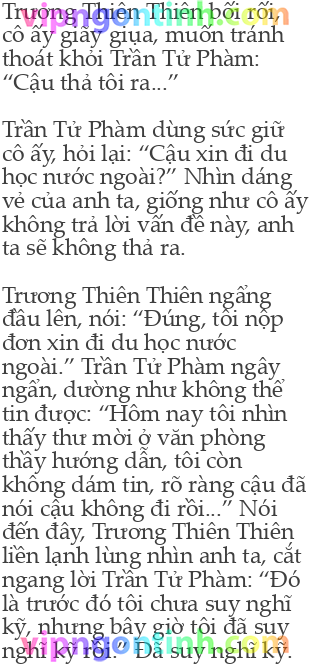 Trương Thiên Thiên bối rối,
cô ấy giãy giụa, muốn tránh
thoát khỏi Trần Tử Phàm:
“Cậu thả tôi ra...”
Trần Tử Phàm dùng sức giữ
cô ấy, hỏi lại: “Cậu xin đi du
học nước ngoài?” Nhìn dáng
vẻ của anh ta, giống như cô ấy
không trả lời vấn đề này, anh
ta sẽ không thả ra.
Trương Thiên Thiên ngẩng
đầu lên, nói: “Đúng, tôi nộp
đơn xin đi du học nước
ngoài.” Trần Tử Phàm ngây
ngẩn, dường như không thể
tin được: “Hôm nay tôi nhìn
thấy thư mời ở văn phòng
thầy hướng dẫn, tôi còn
không dám tin, rõ ràng cậu đã
nói cậu không đi rồi...” Nói
đến đây, Trương Thiên Thiên
liền lạnh lùng nhìn anh ta, cắt
ngang lời Trần Tử Phàm: “Đó
là trước đó tôi chưa suy nghĩ
kỹ, nhưng bây giờ tôi đã suy
nghĩ kỹ rồi.” “Đã suy nghĩ kỹ.
vipngontinh.com
vipngontinh.com